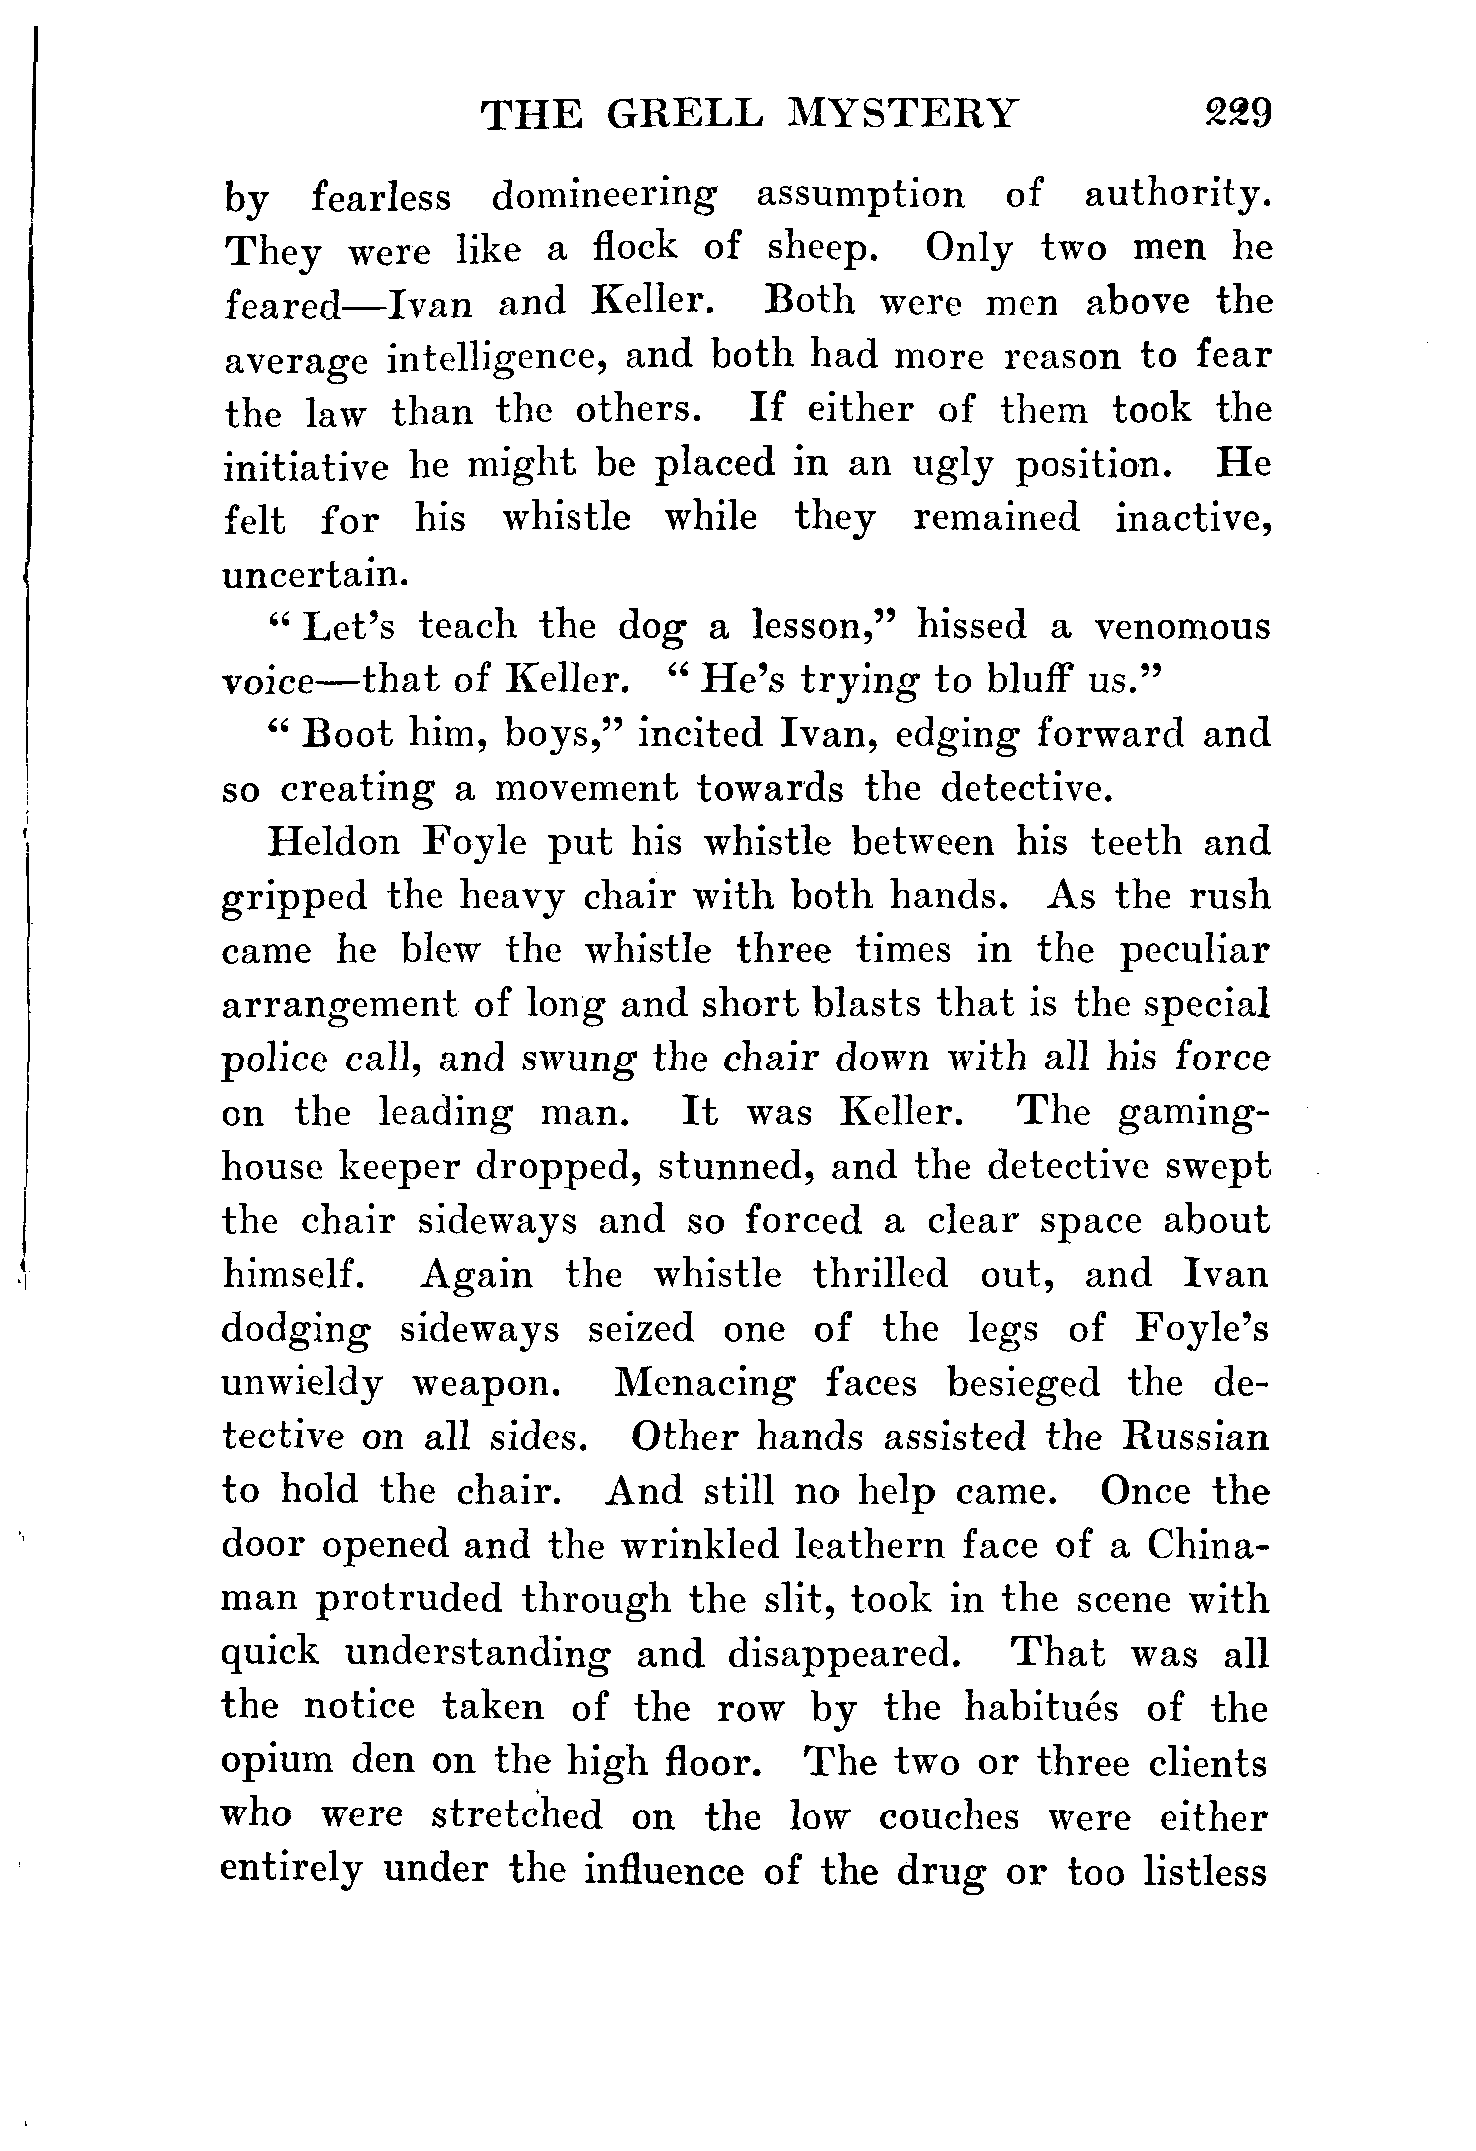 THE GRELL MYSTERY 229
by fearless domineering assumption of authority.
They were like a flock of sheep. Only two men he
feared—Ivan and Keller. Both were men above the
average intelligence, and both had more reason to fear
the law than the others. If either of them took the
initiative he might be placed in an ugly position. He
felt for his whistle while they remained inactive,
uncertain.
“ Let’s teach the dog a lesson,” hissed a venomous
voice—that of Keller. “ He’s trying to bluff us.”
“ Boot him, boys,” incited Ivan, edging forward and
so creating a movement towards the detective.
Heldon Foyle put his whistle between his teeth and
gripped the heavy chair with both hands. As the rush
came he blew the whistle three times in the peculiar
arrangement of long and short blasts that is the special
police call, and swung the chair down with all his force
on the leading man. It was Keller. The gaming-
house keeper dropped, stunned, and the detective swept
the chair sideways and so forced a clear space about
himself. Again the whistle thrilled out, and Ivan
dodging sideways seized one of the legs of Foyle’s
unwieldy weapon. Menacing faces besieged the de-
tective on all sides. Other hands assisted the Russian
to hold the chair. And still no help came. Once the
door opened and the wrinkled leathern face of a China-
man protruded through the slit, took in the scene with
quick understanding and disappeared. That was all
the notice taken of the row by the habitués of the
opium den on the high floor. The two or three clients
who were stretched on the low couches were either
entirely under the influence of the drug or too listless